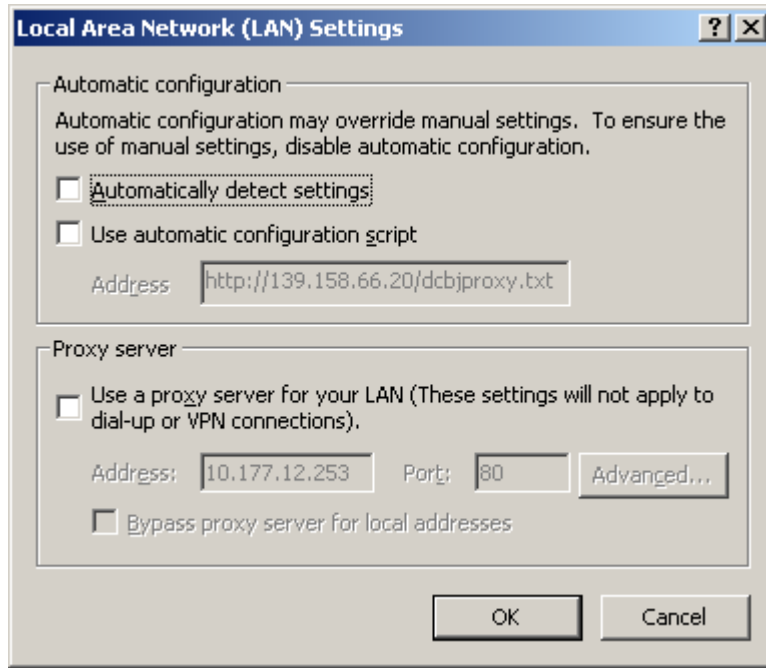 Local Area Network (LAN) Settings
Automatic configuration
Automatic configuration may override manual settings.  To ensure the
use of manual settings, disable automatic configuration.
Automatically detect settings
Use automatic configuration script
Address http://139.158.66.20/dcbjproxy.txt
Proxy server
Use a proxy server for your LAN (These settings will not apply to
dial-up or VPN connections).
Address: 10.177.12.253 Port: 80 Advanced...
Bypass proxy server for local addresses
OK Cancel